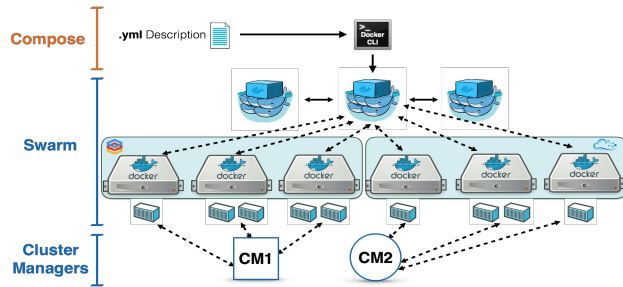 Compose
.yml Description
>_
Docker
CLI
Swarm
docker
docker
docker
docker
docker
docker
Cluster
Managers
CM1
CM2